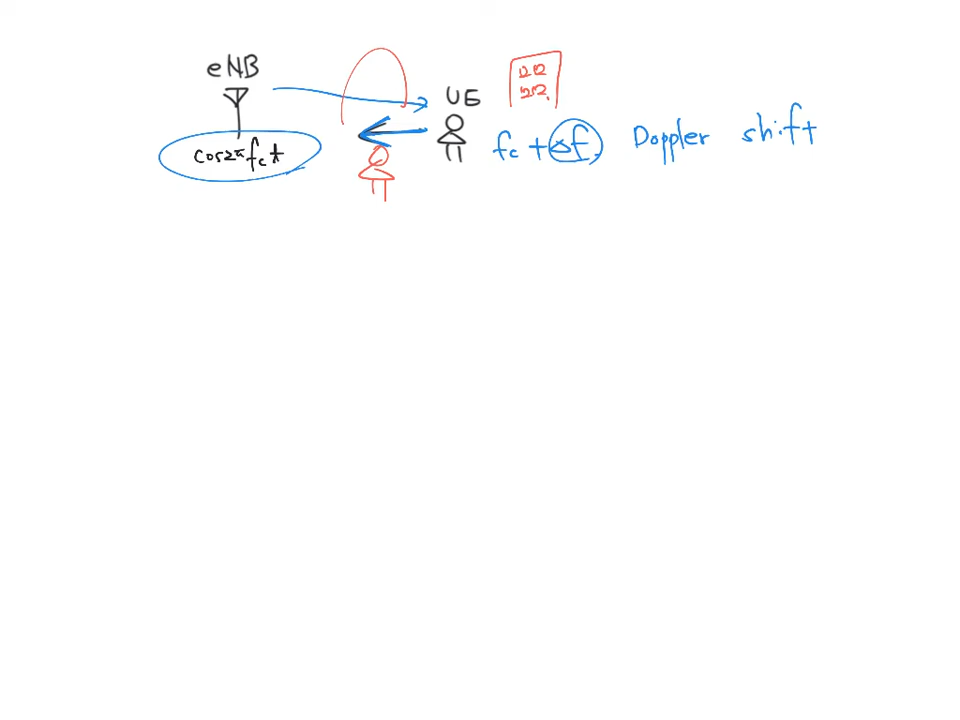 eNB
UE
cos2πfct
fc + Δf. Doppler shift